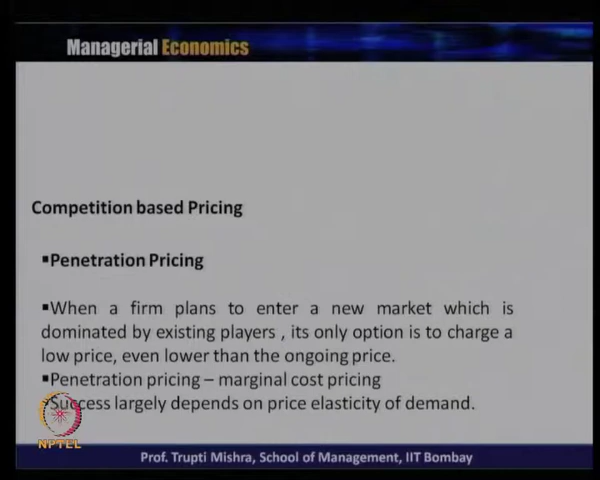 Managerial Economics
Competition based Pricing
▪Penetration Pricing
▪When a firm plans to enter a new market which is
dominated by existing players , its only option is to charge a
low price, even lower than the ongoing price.
▪Penetration pricing – marginal cost pricing
▪Success largely depends on price elasticity of demand.
NPTEL
Prof. Trupti Mishra, School of Management, IIT Bombay